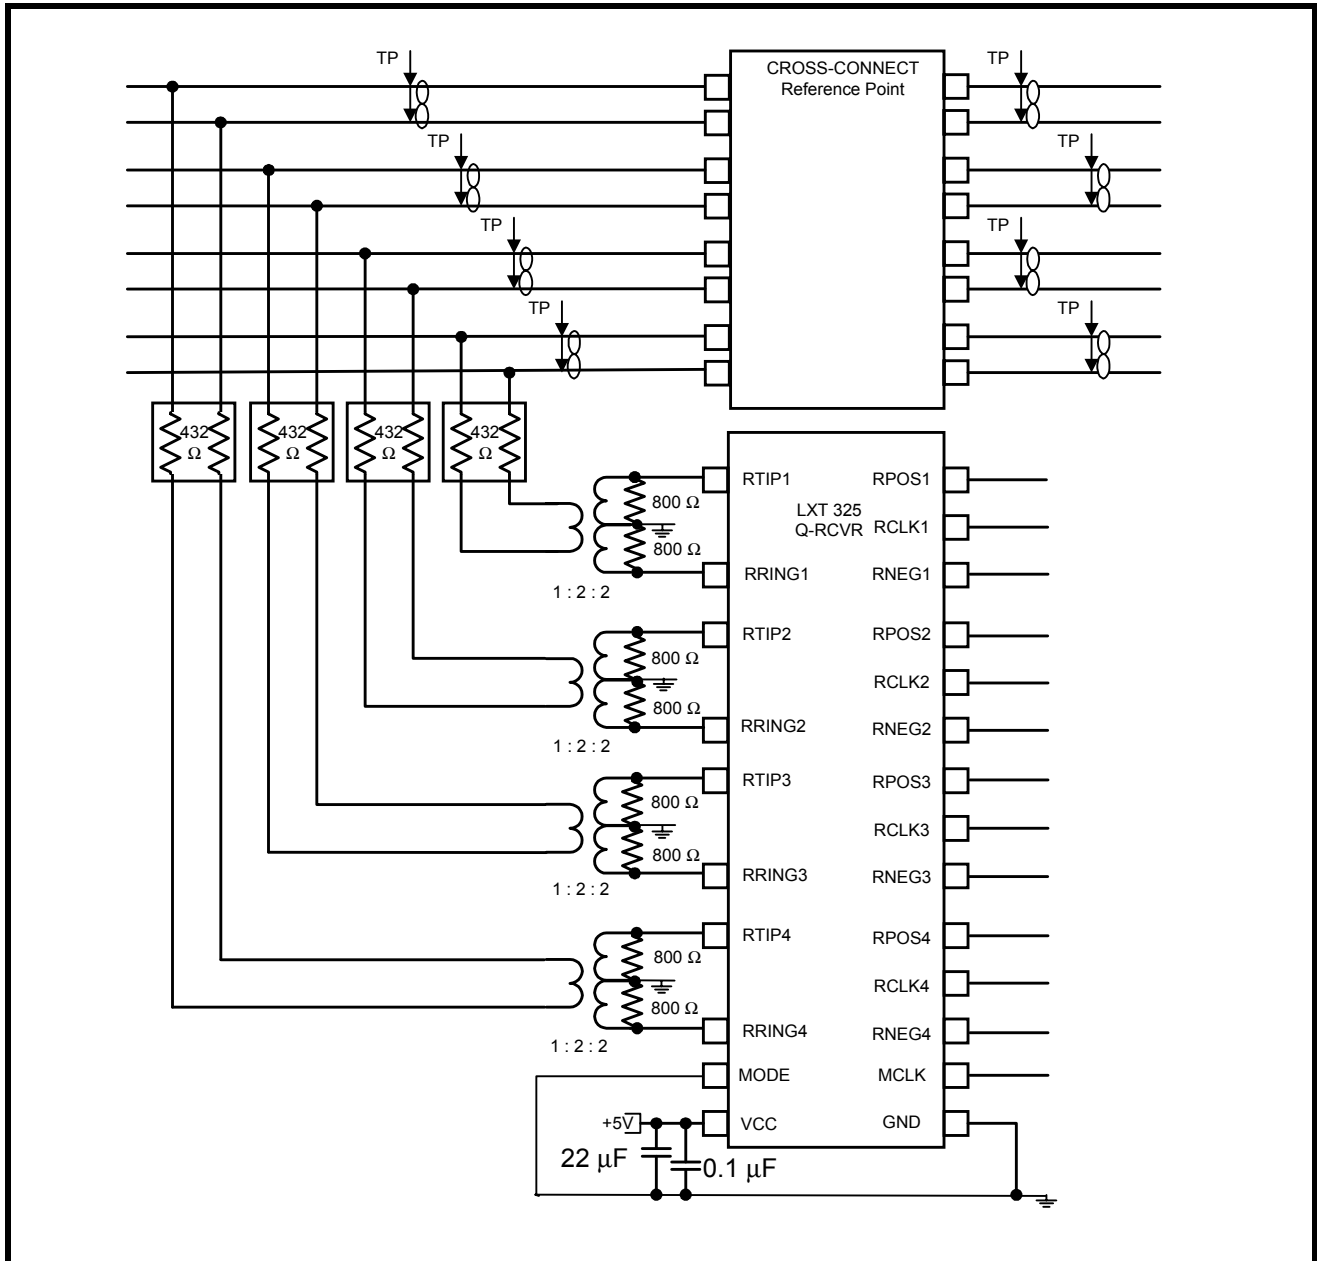 TP
TP
CROSS-CONNECT
Reference Point
TP
TP
TP
TP
TP
TP
432
Ω
432
Ω
432
Ω
432
Ω
RTIP1
RPOS1
800 Ω
LXT 325
Q-RCVR
RCLK1
800 Ω
RRING1
RNEG1
1 : 2 : 2
RTIP2
RPOS2
800 Ω
RCLK2
800 Ω
RRING2
RNEG2
1 : 2 : 2
RTIP3
RPOS3
800 Ω
RCLK3
800 Ω
RRING3
RNEG3
1 : 2 : 2
RTIP4
RPOS4
800 Ω
RCLK4
800 Ω
RRING4
RNEG4
1 : 2 : 2
MODE
MCLK
+5V
VCC
GND
22 μF
0.1 μF